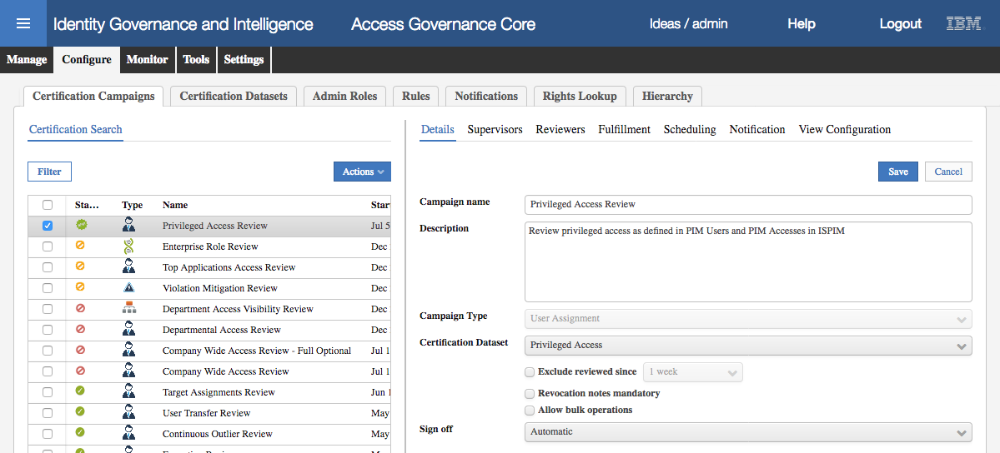 Identity Governance and Intelligence Access Governance Core Ideas / admin Help Logout IBM
Manage Configure Monitor Tools Settings
Certification Campaigns Certification Datasets Admin Roles Rules Notifications Rights Lookup Hierarchy
Certification Search
Filter Actions
Sta... Type Name Star
Privileged Access Review Jul 5
Enterprise Role Review Dec
Top Applications Access Review Dec
Violation Mitigation Review Dec
Department Access Visibility Review Dec
Departmental Access Review Dec
Company Wide Access Review - Full Optional Jul 1
Company Wide Access Review Jul 1
Target Assignments Review Jun 1
User Transfer Review May
Continuous Outlier Review May
Details Supervisors Reviewers Fulfillment Scheduling Notification View Configuration
Save Cancel
Campaign name Privileged Access Review
Description Review privileged access as defined in PIM Users and PIM Accesses in ISPIM
Campaign Type User Assignment
Certification Dataset Privileged Access
Exclude reviewed since 1 week
Revocation notes mandatory
Allow bulk operations
Sign off Automatic